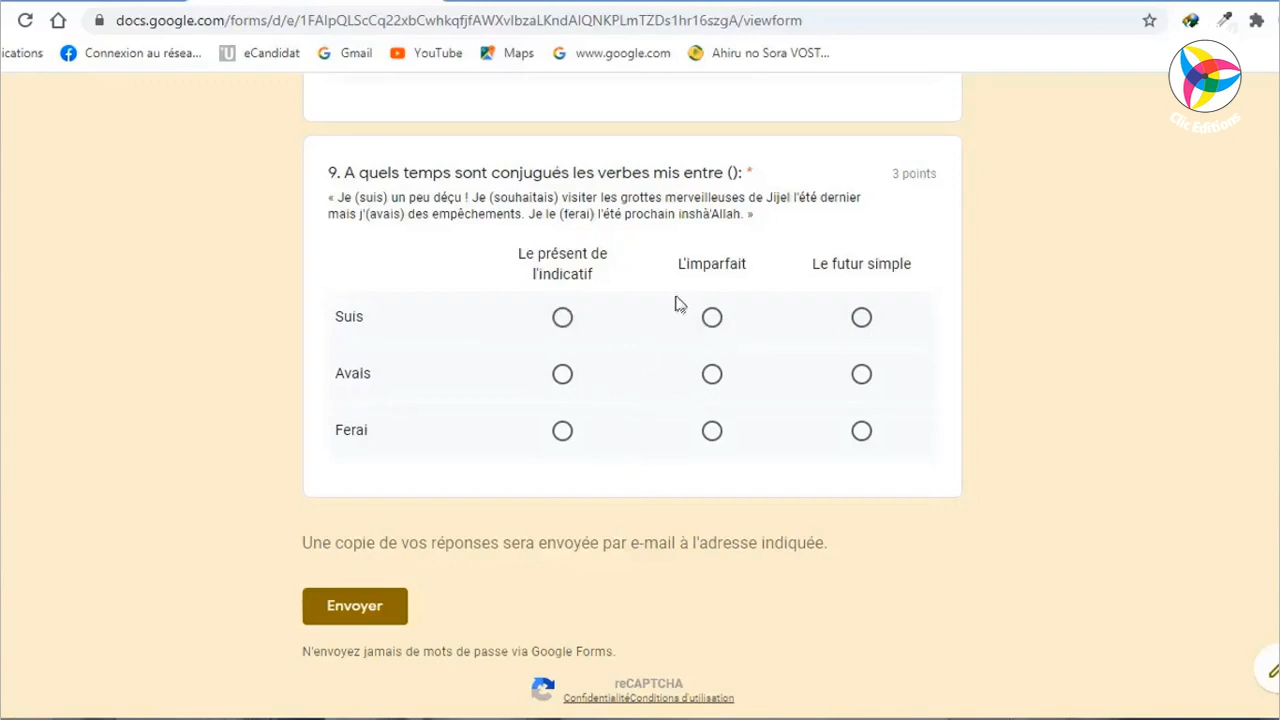 docs.google.com/forms/d/e/1FAIpQLScCq22xbCwhkqfjfAWXvIbzaLKndAlQNKPLmTZDs1hr16szgA/viewform
ications Connexion au résea... eCandidat Gmail YouTube Maps www.google.com Ahiru no Sora VOST...
Clic Editions
9. A quels temps sont conjugués les verbes mis entre (): * 3 points
« Je (suis) un peu déçu ! Je (souhaitais) visiter les grottes merveilleuses de Jijel l'été dernier
mais j'(avais) des empêchements. Je le (ferai) l'été prochain inshà'Allah. »
Le présent de
l'indicatif
L'imparfait
Le futur simple
Suis
Avais
Ferai
Une copie de vos réponses sera envoyée par e-mail à l'adresse indiquée.
Envoyer
N'envoyez jamais de mots de passe via Google Forms.
reCAPTCHA
ConfidentialitéConditions d'utilisation